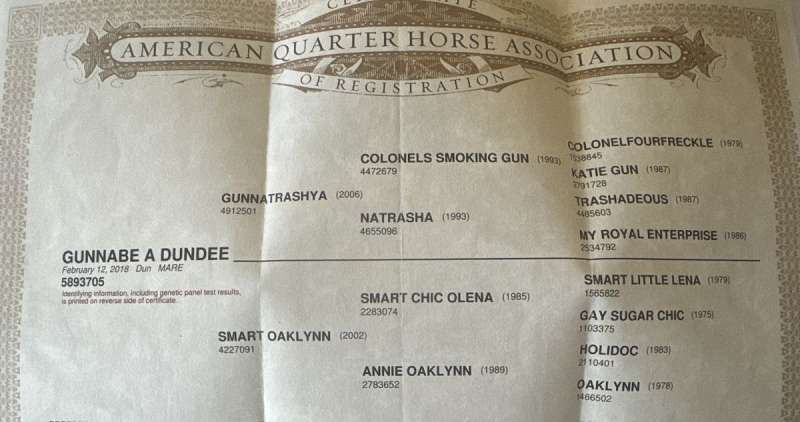 AMERICAN QUARTER HORSE ASSOCIATION
OF REGISTRATION
COLONELFOURFRECKLE (1979)
COLONELS SMOKING GUN (1993)
4472679
KATIE GUN (1987)
GUNNATRASHYA (2006)
4912501
TRASHADEOUS (1987)
4485603
NATRASHA (1993)
4655096
MY ROYAL ENTERPRISE (1986)
2534792
GUNNABE A DUNDEE
February 12, 2018 Dun MARE
5893705
Identifying information, including genetic panel test results,
is printed on reverse side of certificate.
SMART LITTLE LENA (1979)
1565822
SMART CHIC OLENA (1985)
2283074
GAY SUGAR CHIC (1975)
1103375
SMART OAKLYNN (2002)
4227091
HOLIDOC (1983)
2110401
ANNIE OAKLYNN (1989)
2783652
OAKLYNN (1978)
1466502